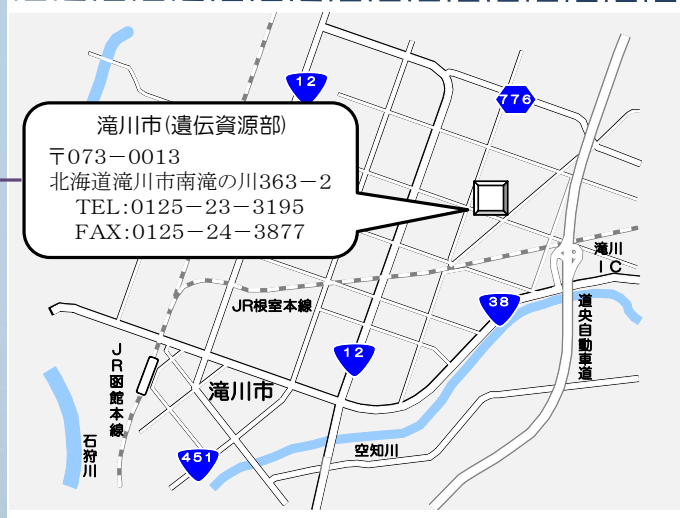 12
776
滝川市(遺伝資源部)
〒073−0013
北海道滝川市南滝の川363−2
TEL:0125−23−3195
FAX:0125−24−3877
滝川
IC
JR根室本線
38
道央自動車道
12
JR函館本線
滝川市
石狩川
451
空知川